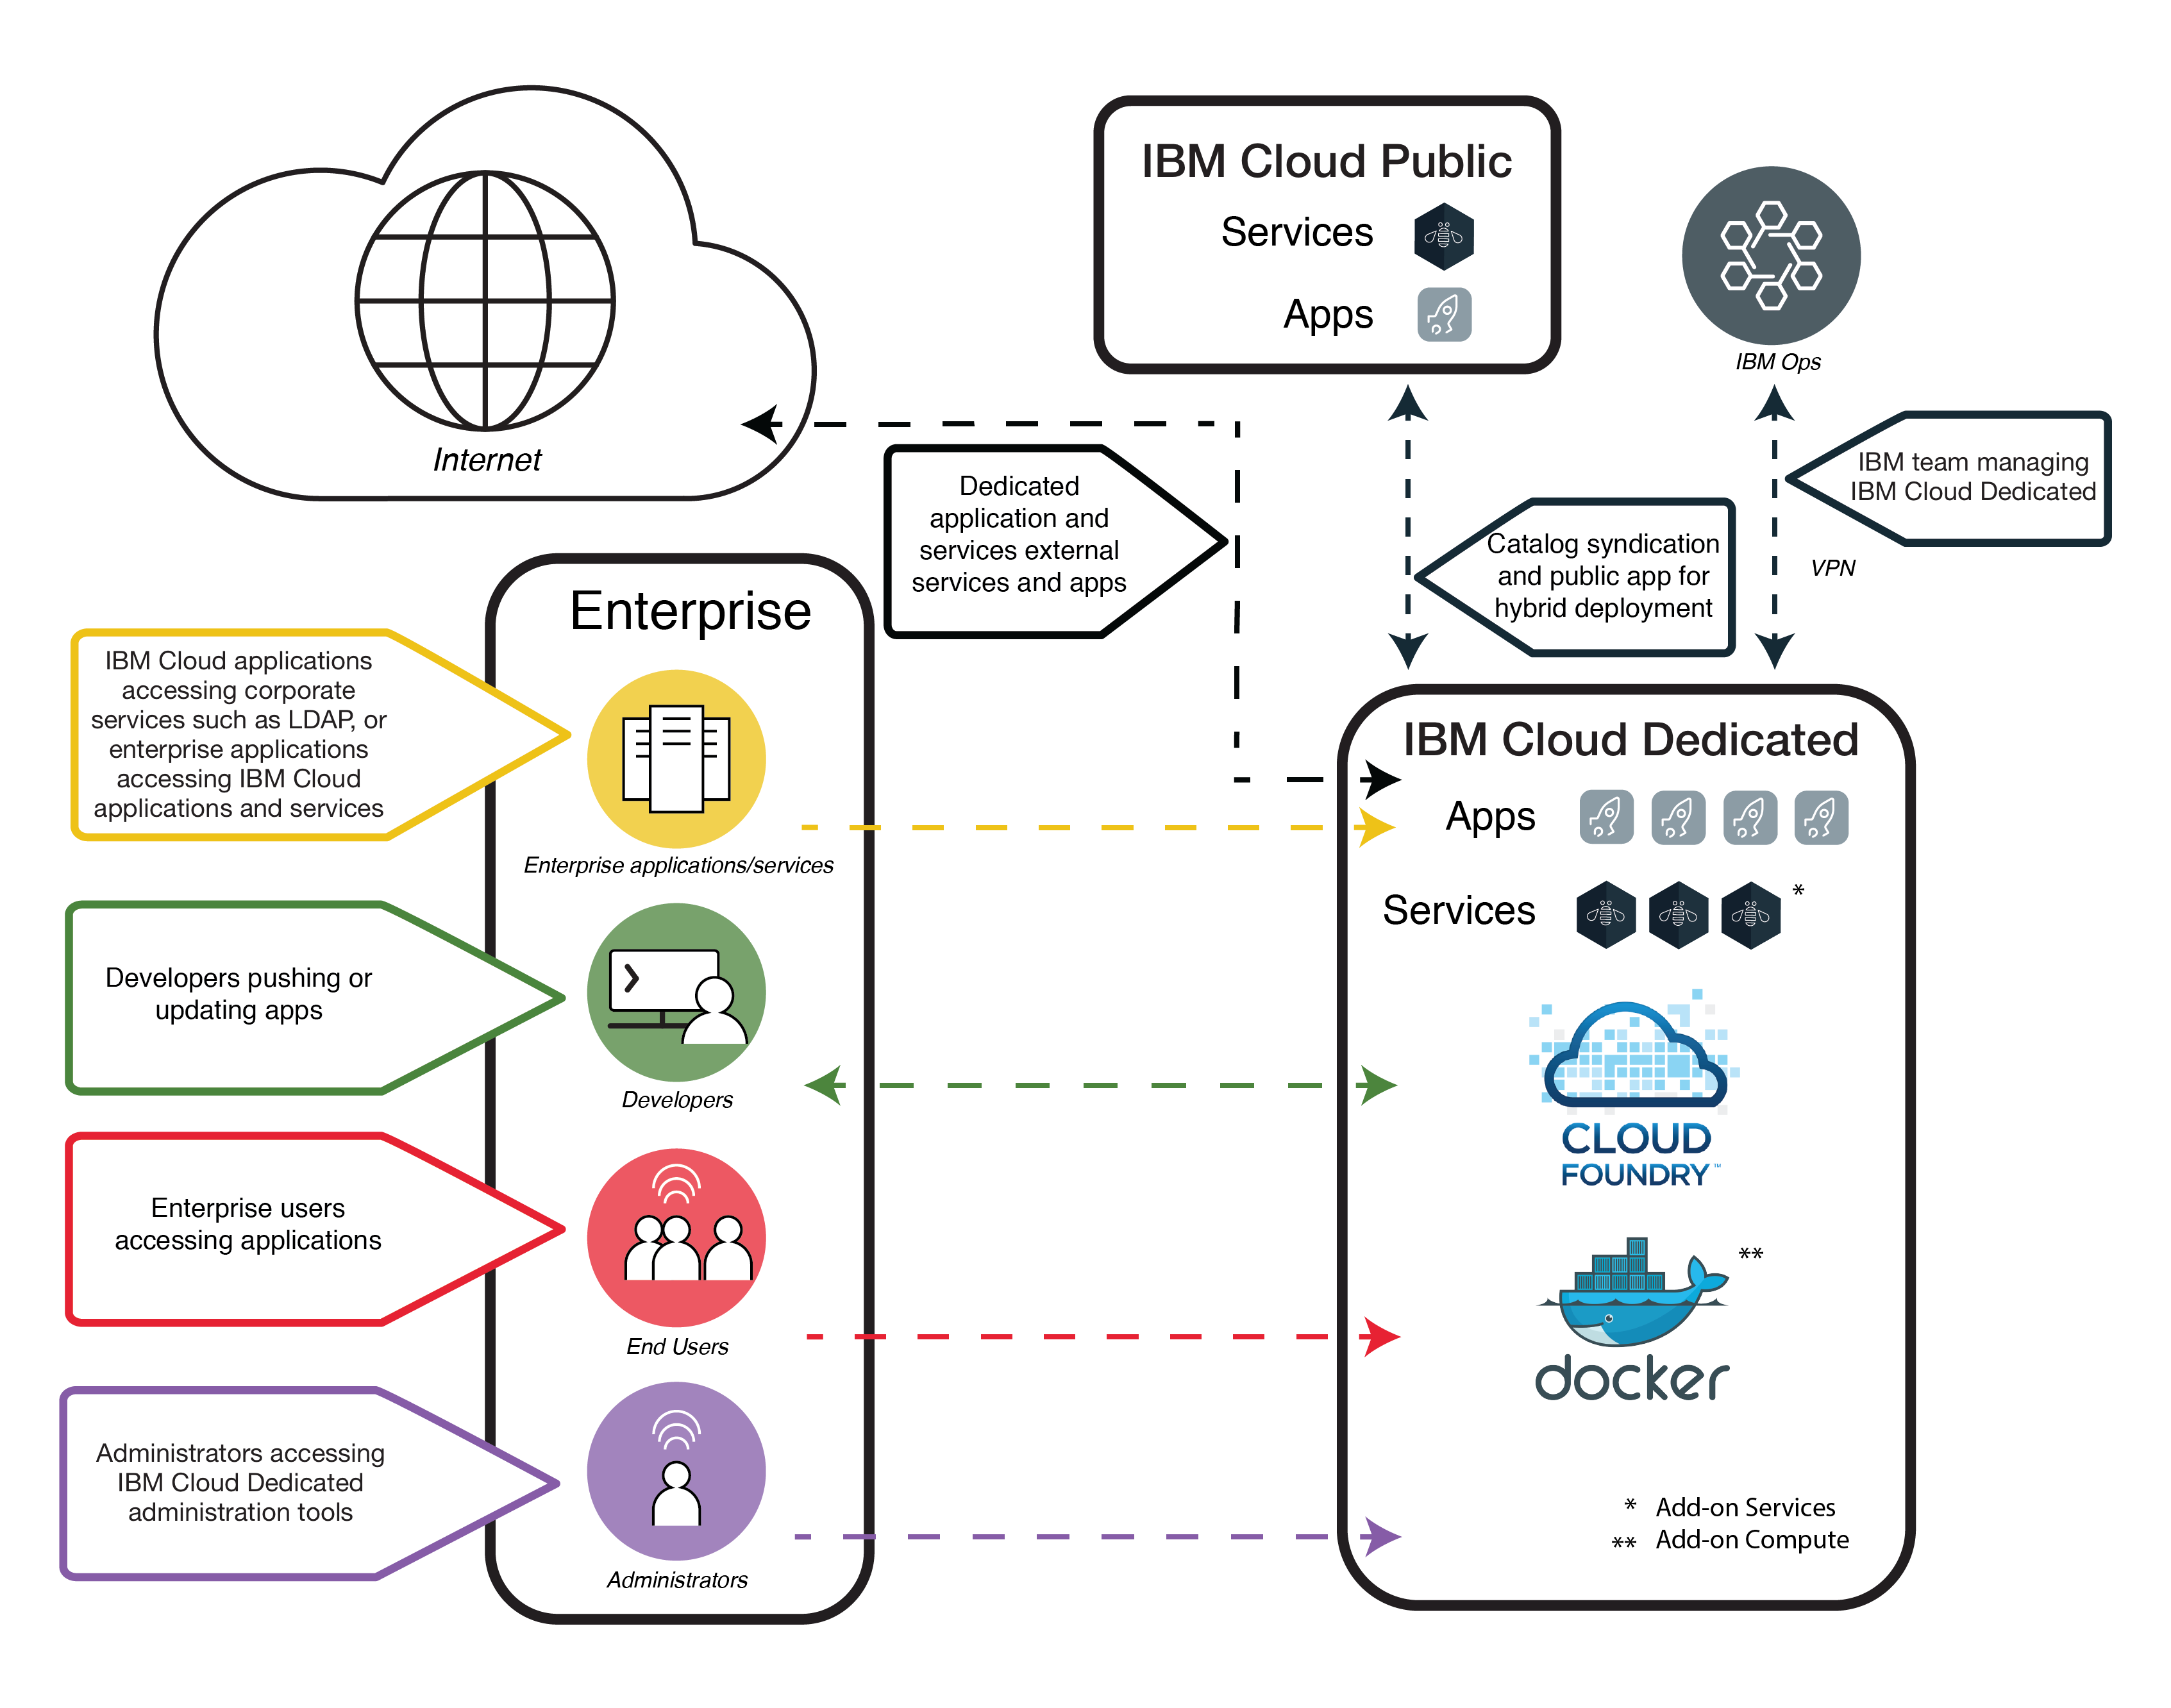 IBM Cloud Public
Services
Apps
IBM Ops
Internet
Dedicated
application and
services external
services and apps
IBM team managing
IBM Cloud Dedicated
Catalog syndication
and public app for
hybrid deployment
VPN
Enterprise
IBM Cloud applications
accessing corporate
services such as LDAP, or
enterprise applications
accessing IBM Cloud
applications and services
Enterprise applications/services
Developers pushing or
updating apps
Developers
Enterprise users
accessing applications
End Users
Administrators accessing
IBM Cloud Dedicated
administration tools
Administrators
IBM Cloud Dedicated
Apps
Services *
CLOUD
FOUNDRY™
**
docker
* Add-on Services
** Add-on Compute